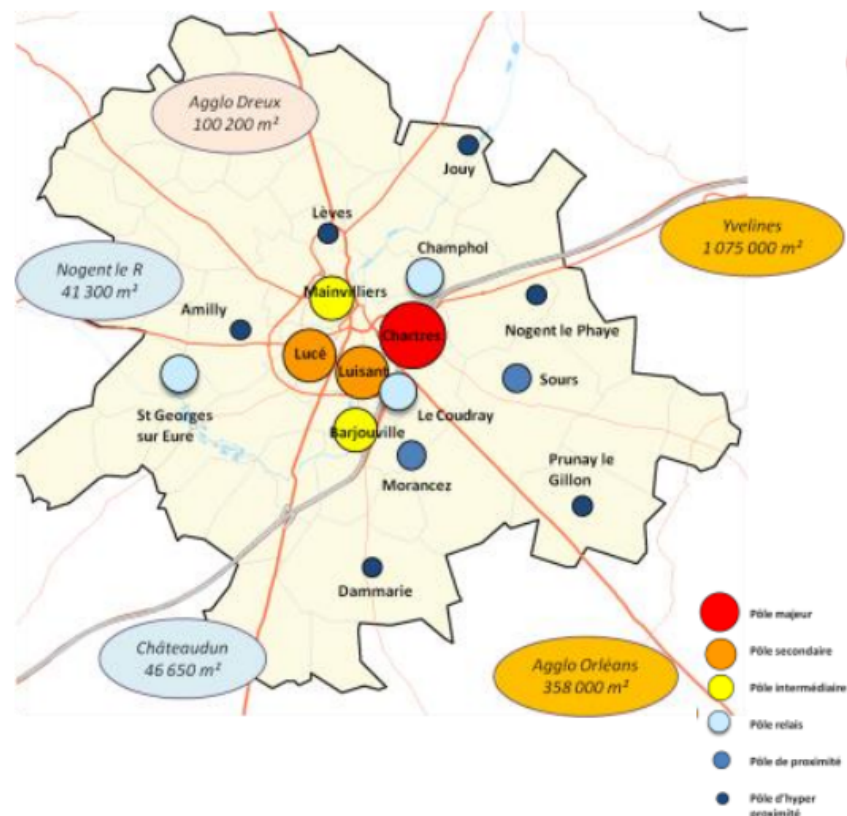 Agglo Dreux
100 200 m²
Jouy
Lèves
Yvelines
1 075 000 m²
Champhol
Nogent le R
41 300 m²
Mainvilliers
Amilly
Nogent le Phaye
Chartres
Lucé
Luisant
Sours
St Georges
sur Eure
Le Coudray
Barjouville
Morancez
Prunay le
Gillon
Dammarie
Châteaudun
46 650 m²
Agglo Orléans
358 000 m²
Pôle majeur
Pôle secondaire
Pôle intermédiaire
Pôle relais
Pôle de proximité
Pôle d'hyper
proximité